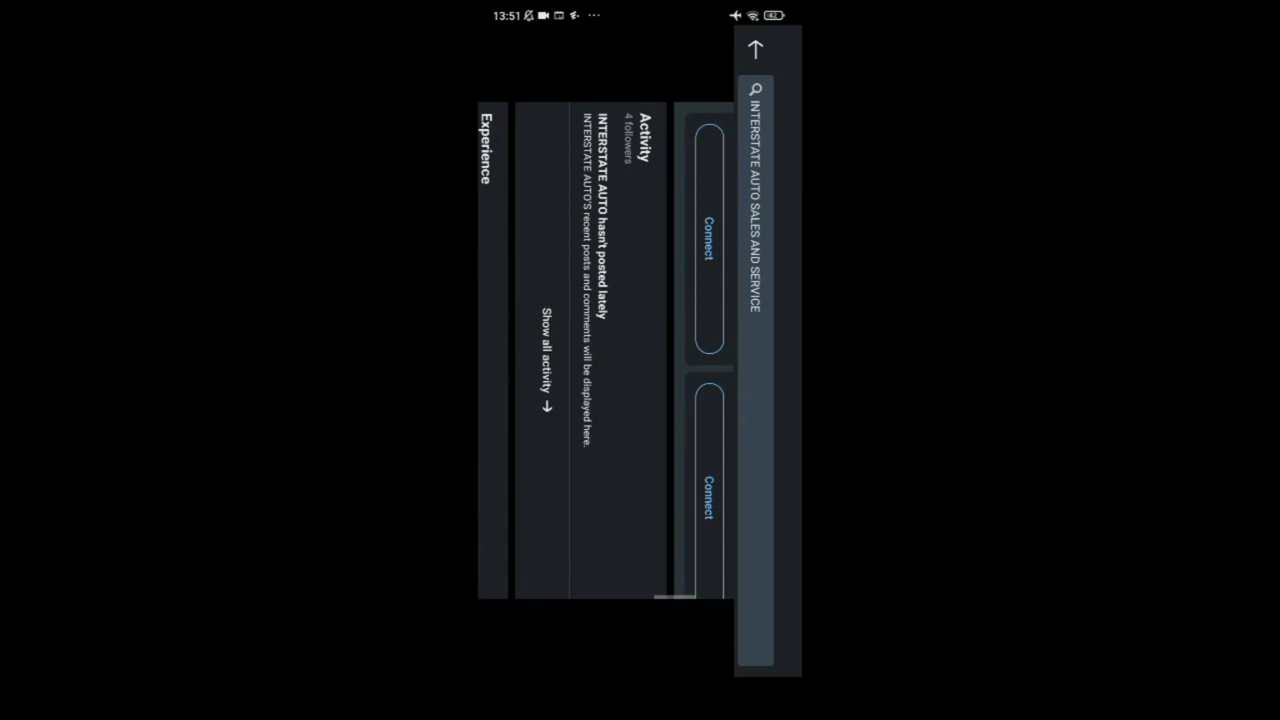 13:51
42
INTERSTATE AUTO SALES AND SERVICE
Connect
Connect
Activity
4 followers
INTERSTATE AUTO hasn't posted lately
INTERSTATE AUTO'S recent posts and comments will be displayed here.
Show all activity →
Experience